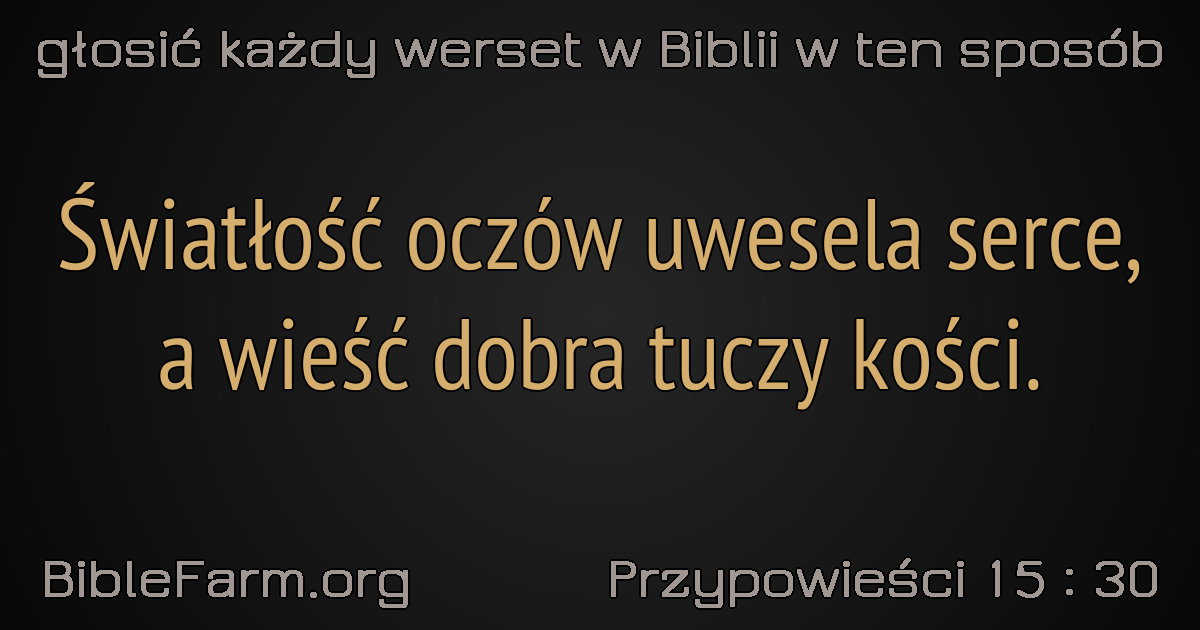 głosić każdy werset w Biblii w ten sposób
Światłość oczów uwesela serce,
a wieść dobra tuczy kości.
BibleFarm.org
Przypowieści 15 : 30